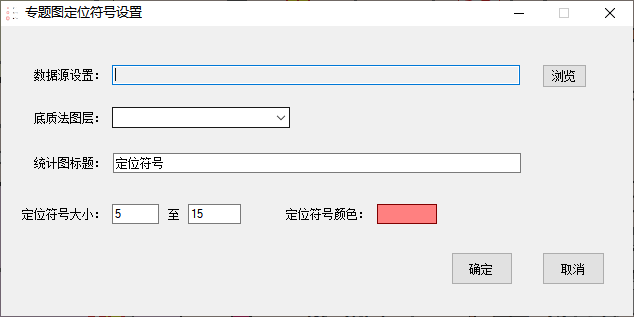 专题图定位符号设置
数据源设置： 浏览
底质法图层：
统计图标题： 定位符号
定位符号大小： 5 至 15 定位符号颜色：
确定 取消